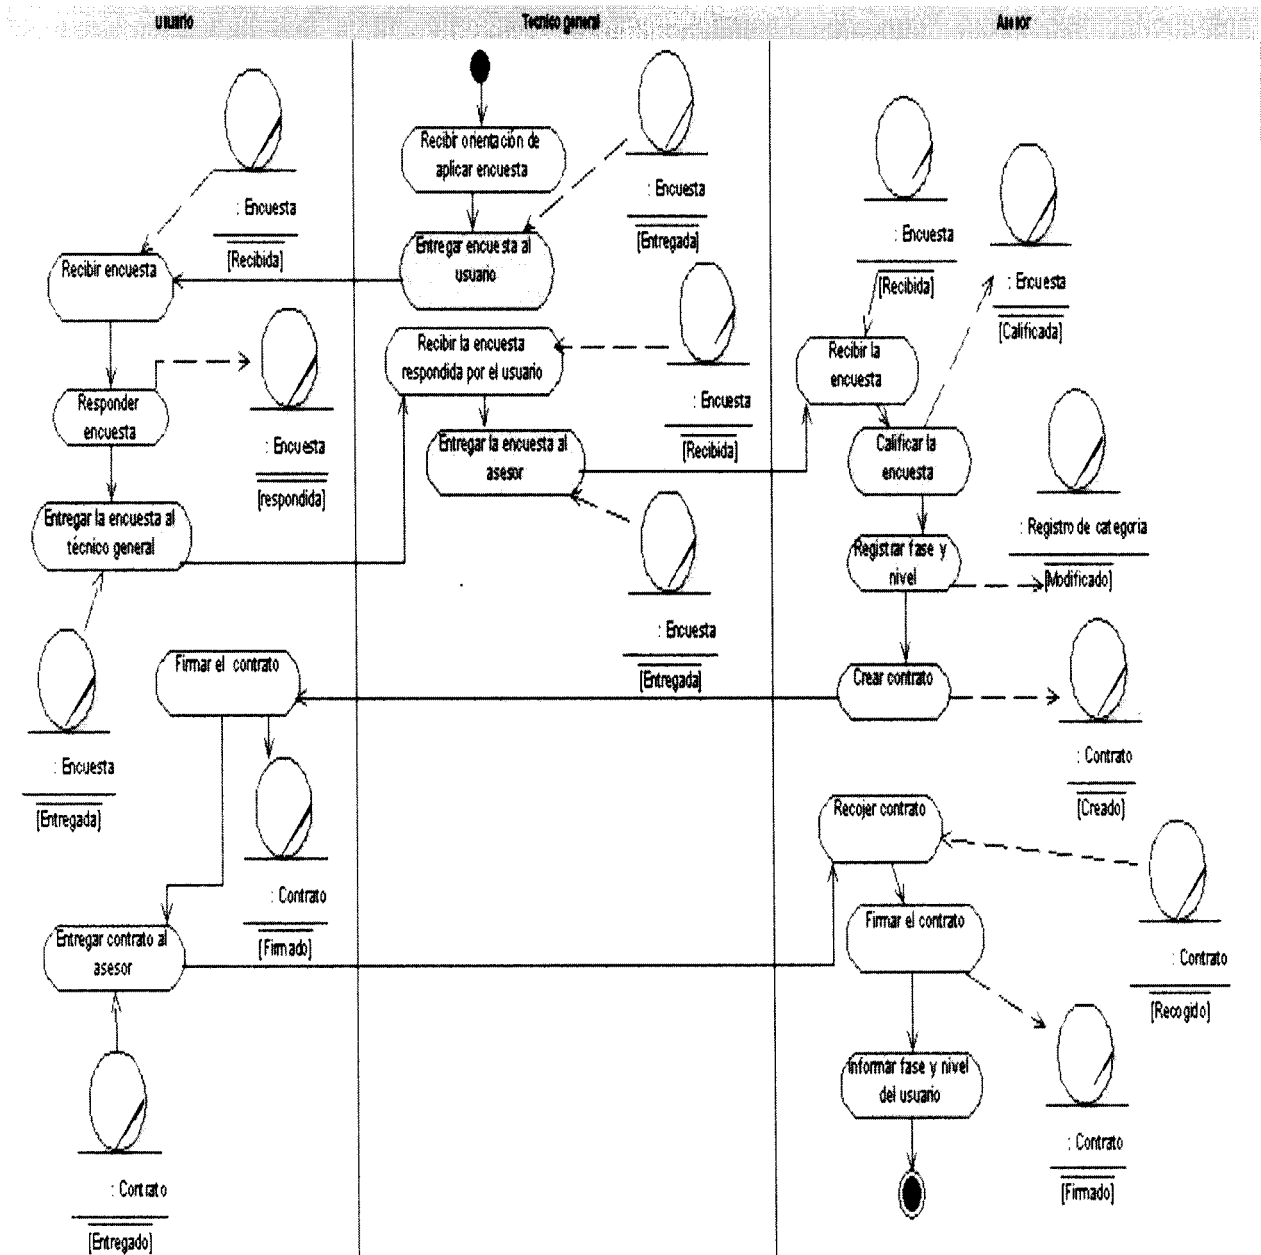 usuario
Tecnico general
Asesor
Recibir orientación de
aplicar encuesta
: Encuesta
[Entregada]
: Encuesta
[Recibida]
Entregar encuesta al
usuario
Recibir encuesta
: Encuesta
[Recibida]
: Encuesta
[Calificada]
Recibir la encuesta
respondida por el usuario
Recibir la
encuesta
: Encuesta
[Recibida]
Responder
encuesta
: Encuesta
[respondida]
Entregar la encuesta al
asesor
Calificar la
encuesta
Entregar la encuesta al
técnico general
: Registro de categoria
[Modificado]
Registrar fase y
nivel
: Encuesta
[Entregada]
Firmar el contrato
Crear contrato
: Encuesta
[Entregada]
: Contrato
[Creado]
Recojer contrato
: Contrato
[Firmado]
Entregar contrato al
asesor
Firmar el contrato
: Contrato
[Recogido]
Informar fase y nivel
del usuario
: Contrato
[Firmado]
: Contrato
[Entregado]